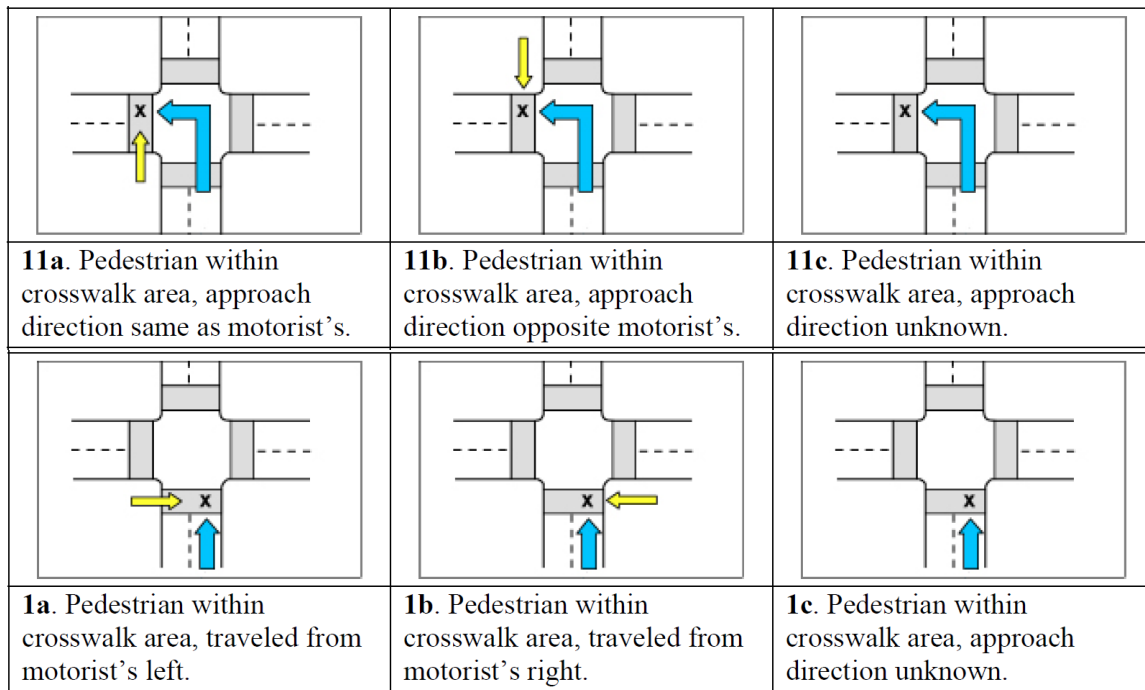 X
X
X
11a. Pedestrian within
crosswalk area, approach
direction same as motorist’s.
11b. Pedestrian within
crosswalk area, approach
direction opposite motorist’s.
11c. Pedestrian within
crosswalk area, approach
direction unknown.
X
X
X
1a. Pedestrian within
crosswalk area, traveled from
motorist’s left.
1b. Pedestrian within
crosswalk area, traveled from
motorist’s right.
1c. Pedestrian within
crosswalk area, approach
direction unknown.